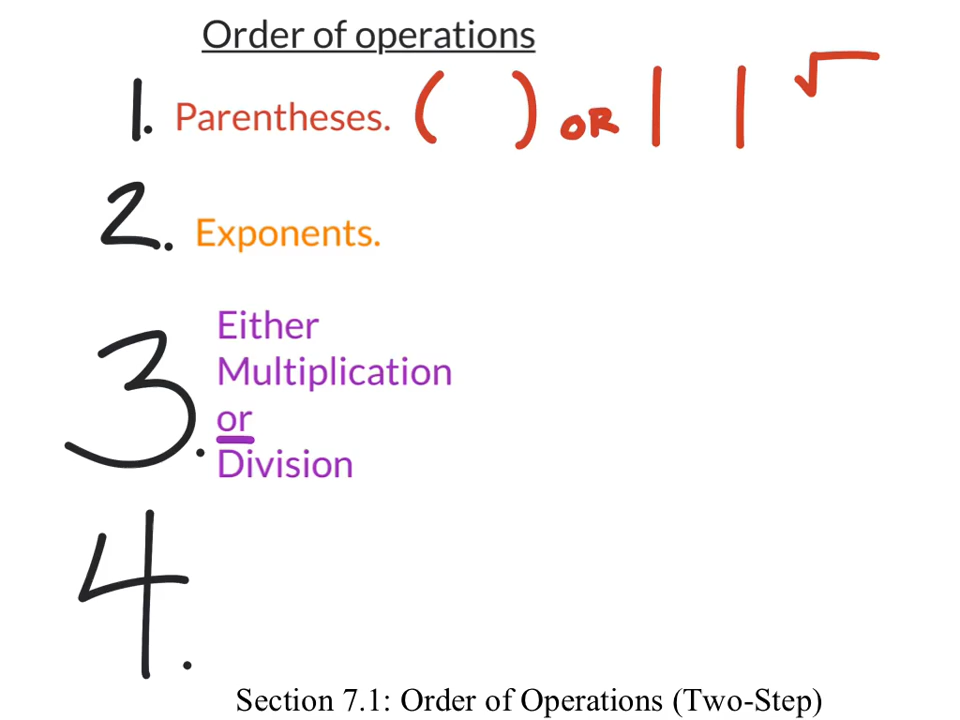 Order of operations
1. Parentheses. ( ) OR | | √
2. Exponents.
3. Either
Multiplication
or
Division
4.
Section 7.1: Order of Operations (Two-Step)